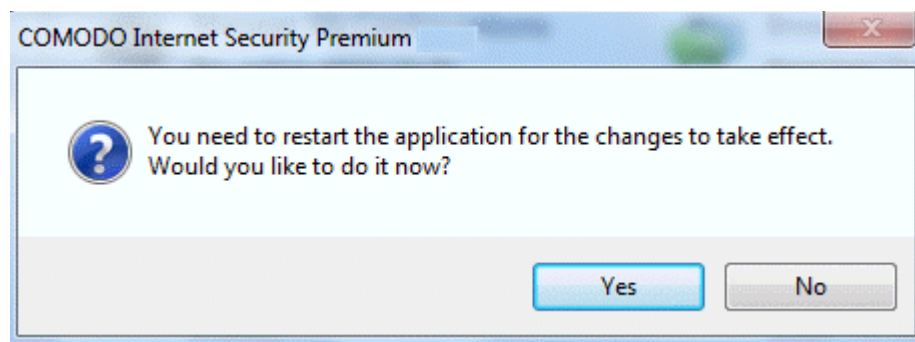 COMODO Internet Security Premium
You need to restart the application for the changes to take effect.
Would you like to do it now?
Yes
No